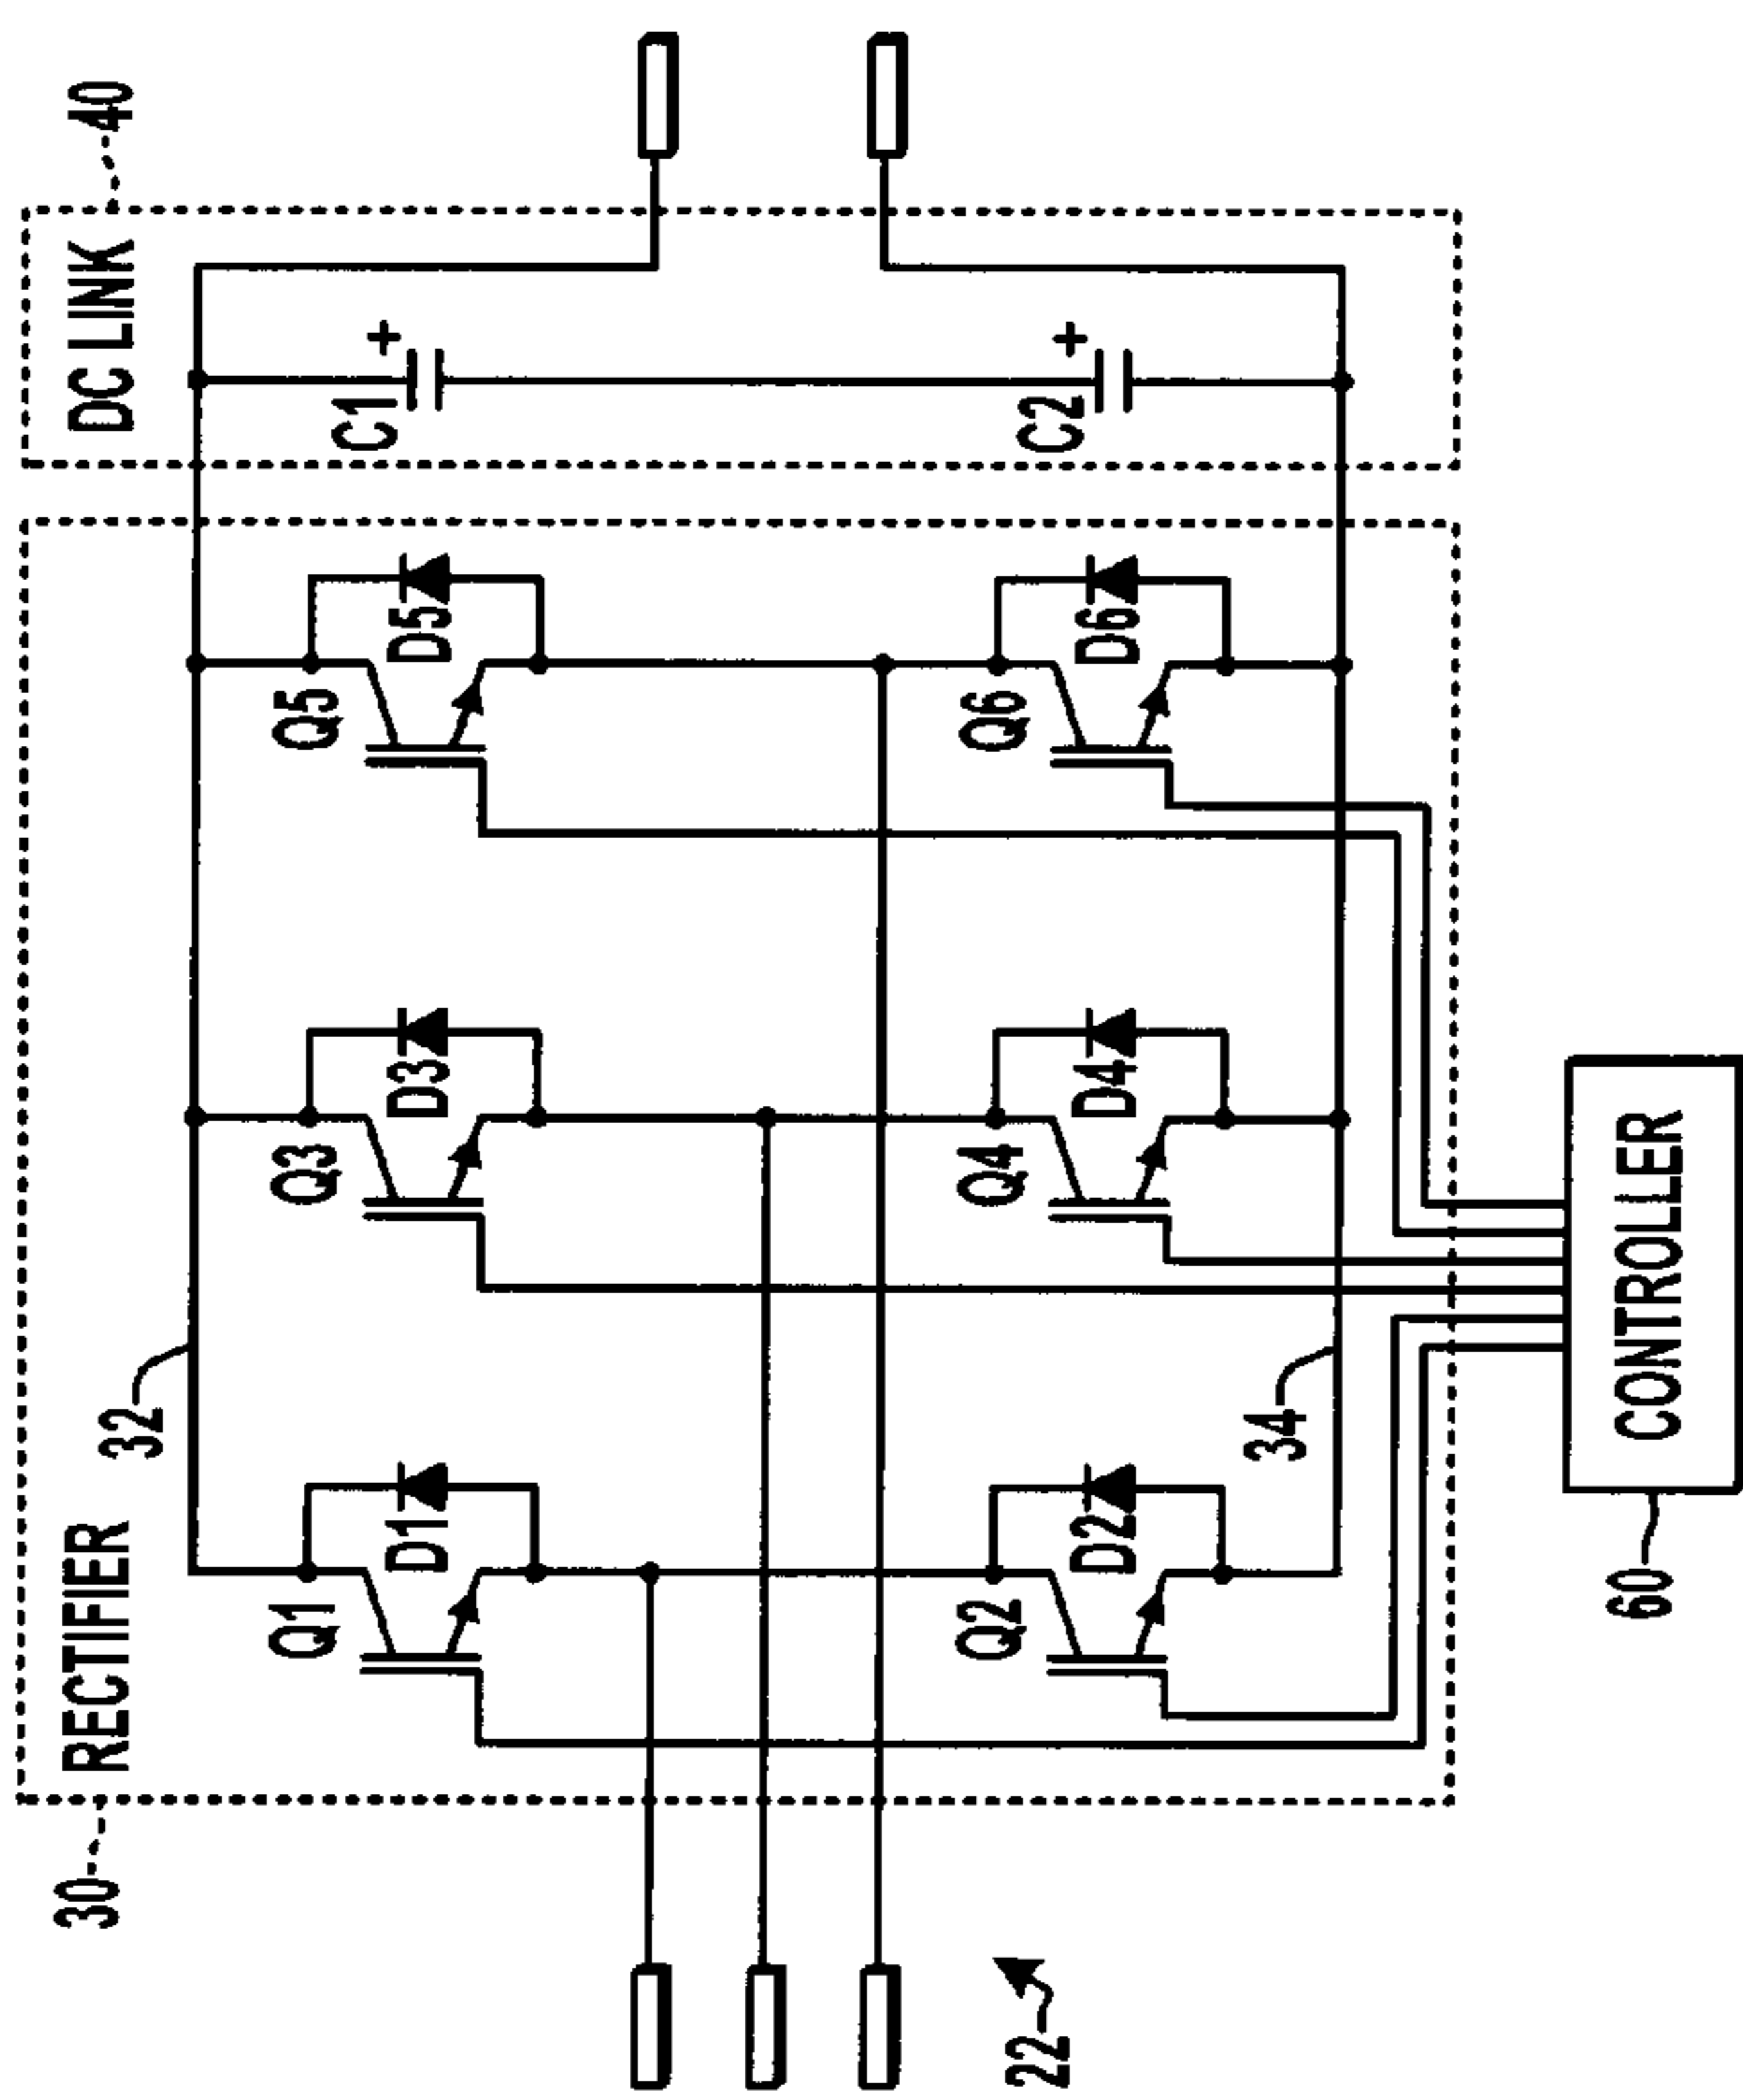 30
RECTIFIER
DC LINK
40
32
Q1
D1
Q3
D3
Q5
D5
C1
+
Q2
D2
Q4
D4
Q6
D6
C2
+
34
22
60
CONTROLLER